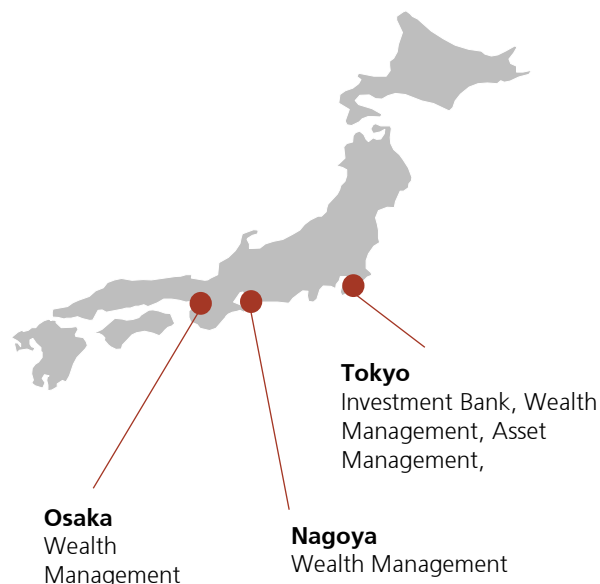 Tokyo
Investment Bank, Wealth
Management, Asset
Management,
Osaka
Wealth
Management
Nagoya
Wealth Management